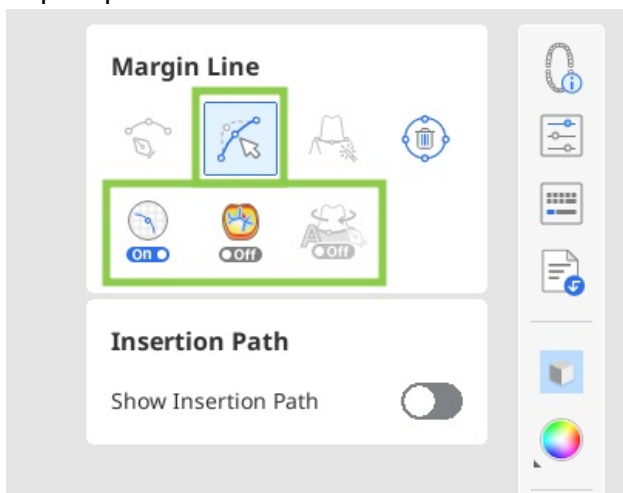 Margin Line
On
Off
A
Off
Insertion Path
Show Insertion Path